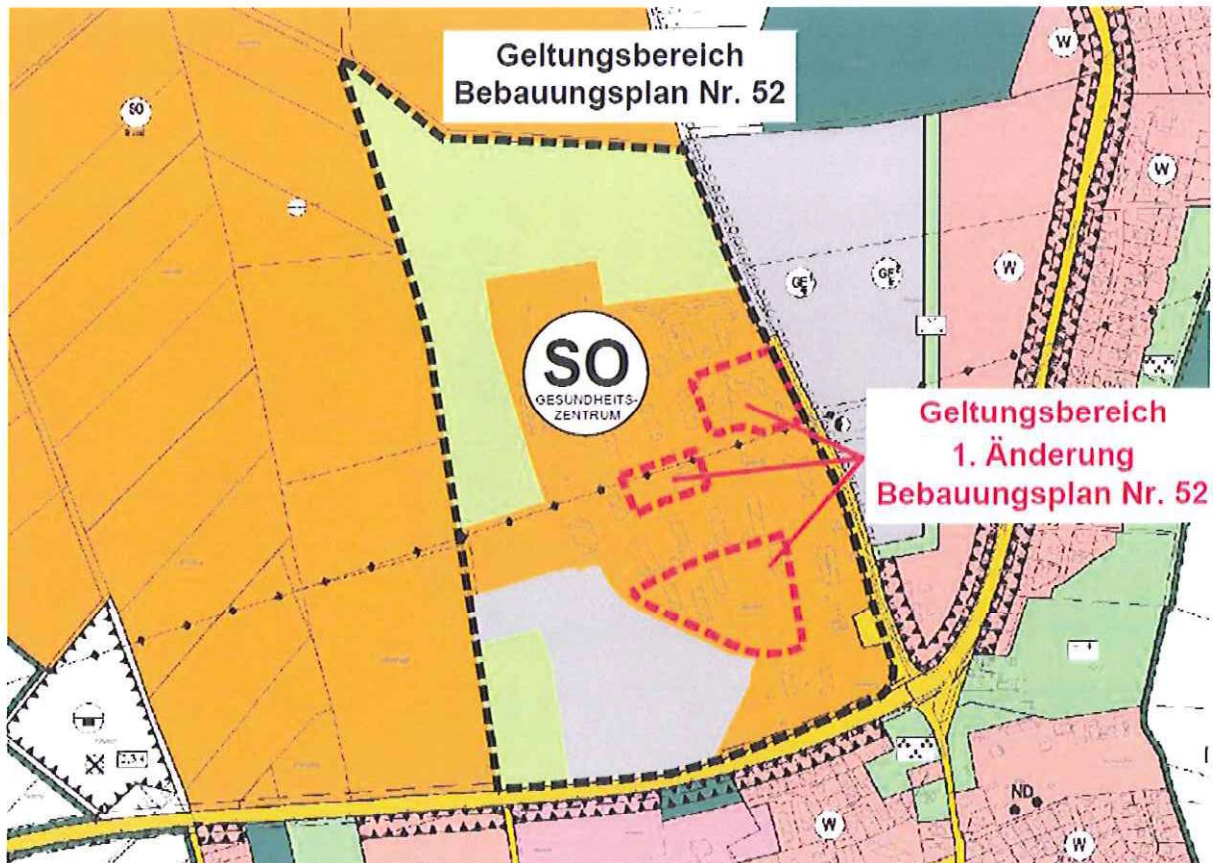 Geltungsbereich
Bebauungsplan Nr. 52
W
SO
W
W
GE
GE
W
SO
GESUNDHEITS-
ZENTRUM
Geltungsbereich
1. Änderung
Bebauungsplan Nr. 52
ND
W
W